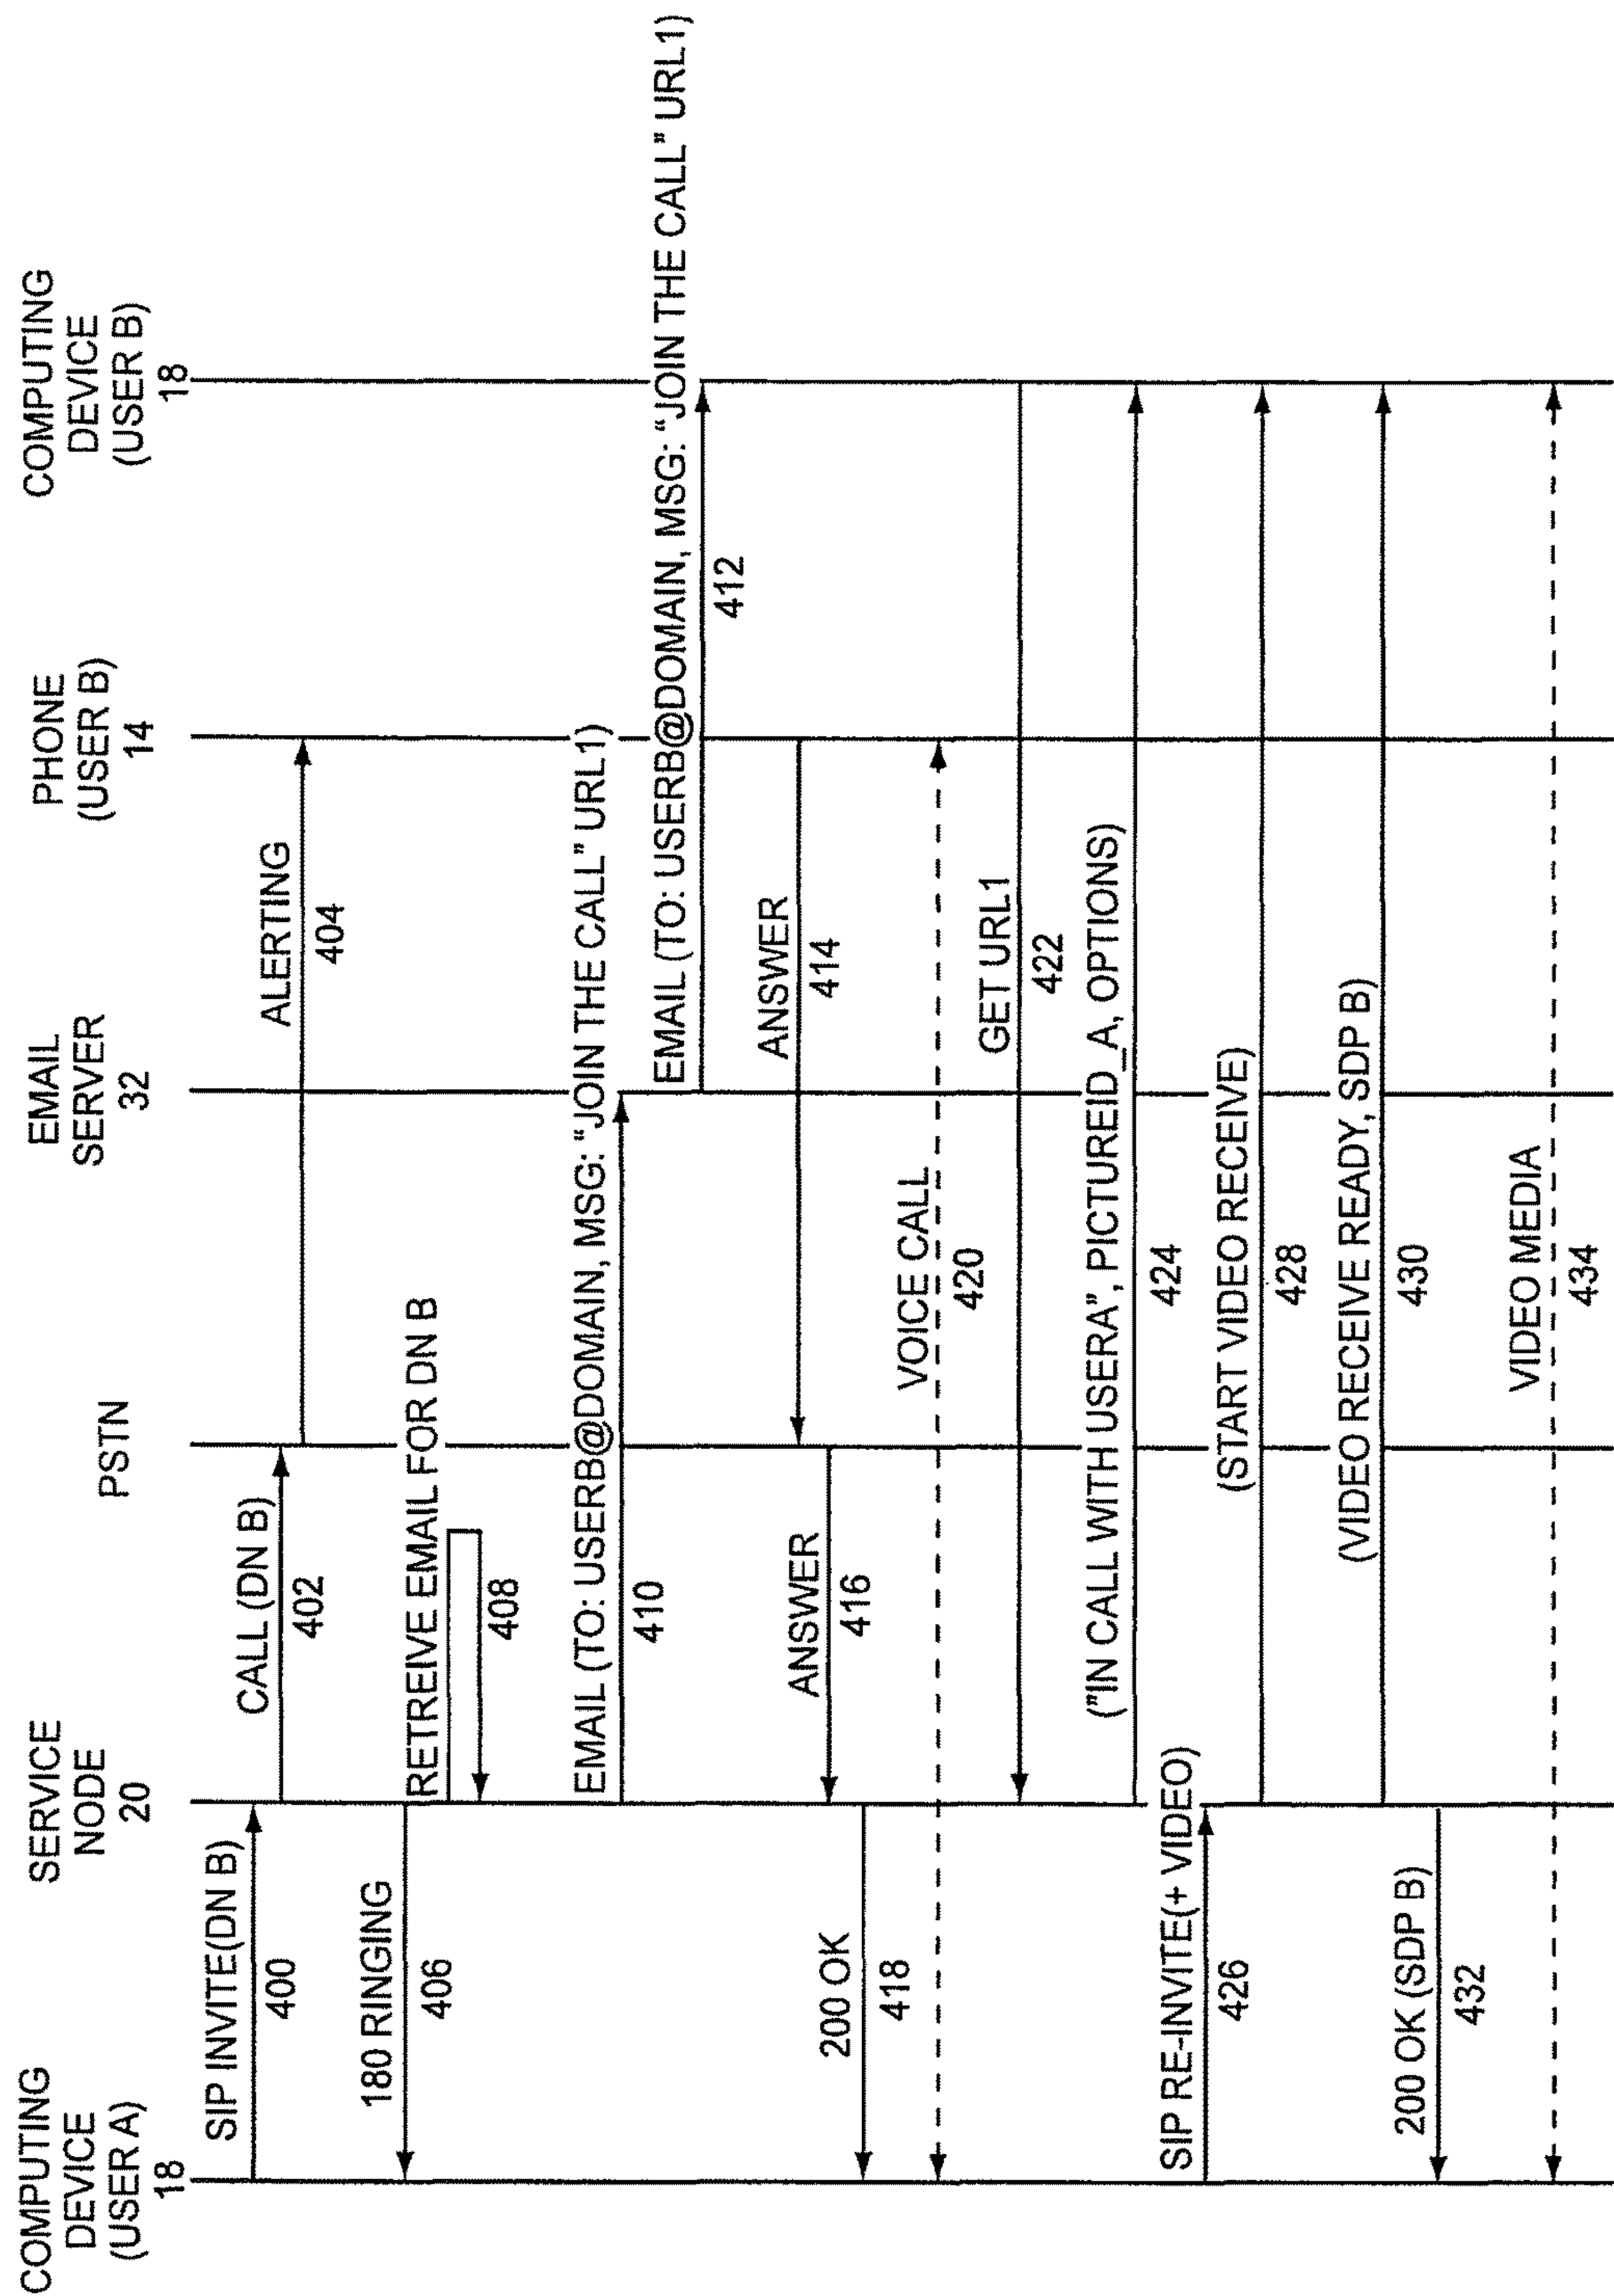 COMPUTING
DEVICE
(USER A)
18
SERVICE
NODE
20
PSTN
EMAIL
SERVER
32
PHONE
(USER B)
14
COMPUTING
DEVICE
(USER B)
18
SIP INVITE(DN B)
400
CALL (DN B)
402
ALERTING
404
180 RINGING
406
RETREIVE EMAIL FOR DN B
408
EMAIL (TO: USERB@DOMAIN, MSG: "JOIN THE CALL" URL1)
410
EMAIL (TO: USERB@DOMAIN, MSG: "JOIN THE CALL" URL1)
412
ANSWER
414
ANSWER
416
200 OK
418
VOICE CALL
420
GET URL1
422
("IN CALL WITH USERA", PICTUREID_A, OPTIONS)
424
SIP RE-INVITE(+ VIDEO)
426
(START VIDEO RECEIVE)
428
(VIDEO RECEIVE READY, SDP B)
430
200 OK (SDP B)
432
VIDEO MEDIA
434